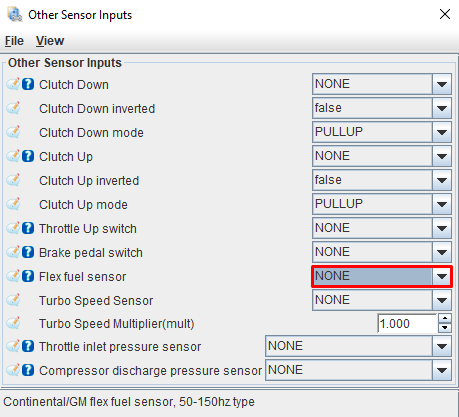 Other Sensor Inputs
File View
Other Sensor Inputs
Clutch Down NONE
Clutch Down inverted false
Clutch Down mode PULLUP
Clutch Up NONE
Clutch Up inverted false
Clutch Up mode PULLUP
Throttle Up switch NONE
Brake pedal switch NONE
Flex fuel sensor NONE
Turbo Speed Sensor NONE
Turbo Speed Multiplier(mult) 1.000
Throttle inlet pressure sensor NONE
Compressor discharge pressure sensor NONE
Continental/GM flex fuel sensor, 50-150hz type